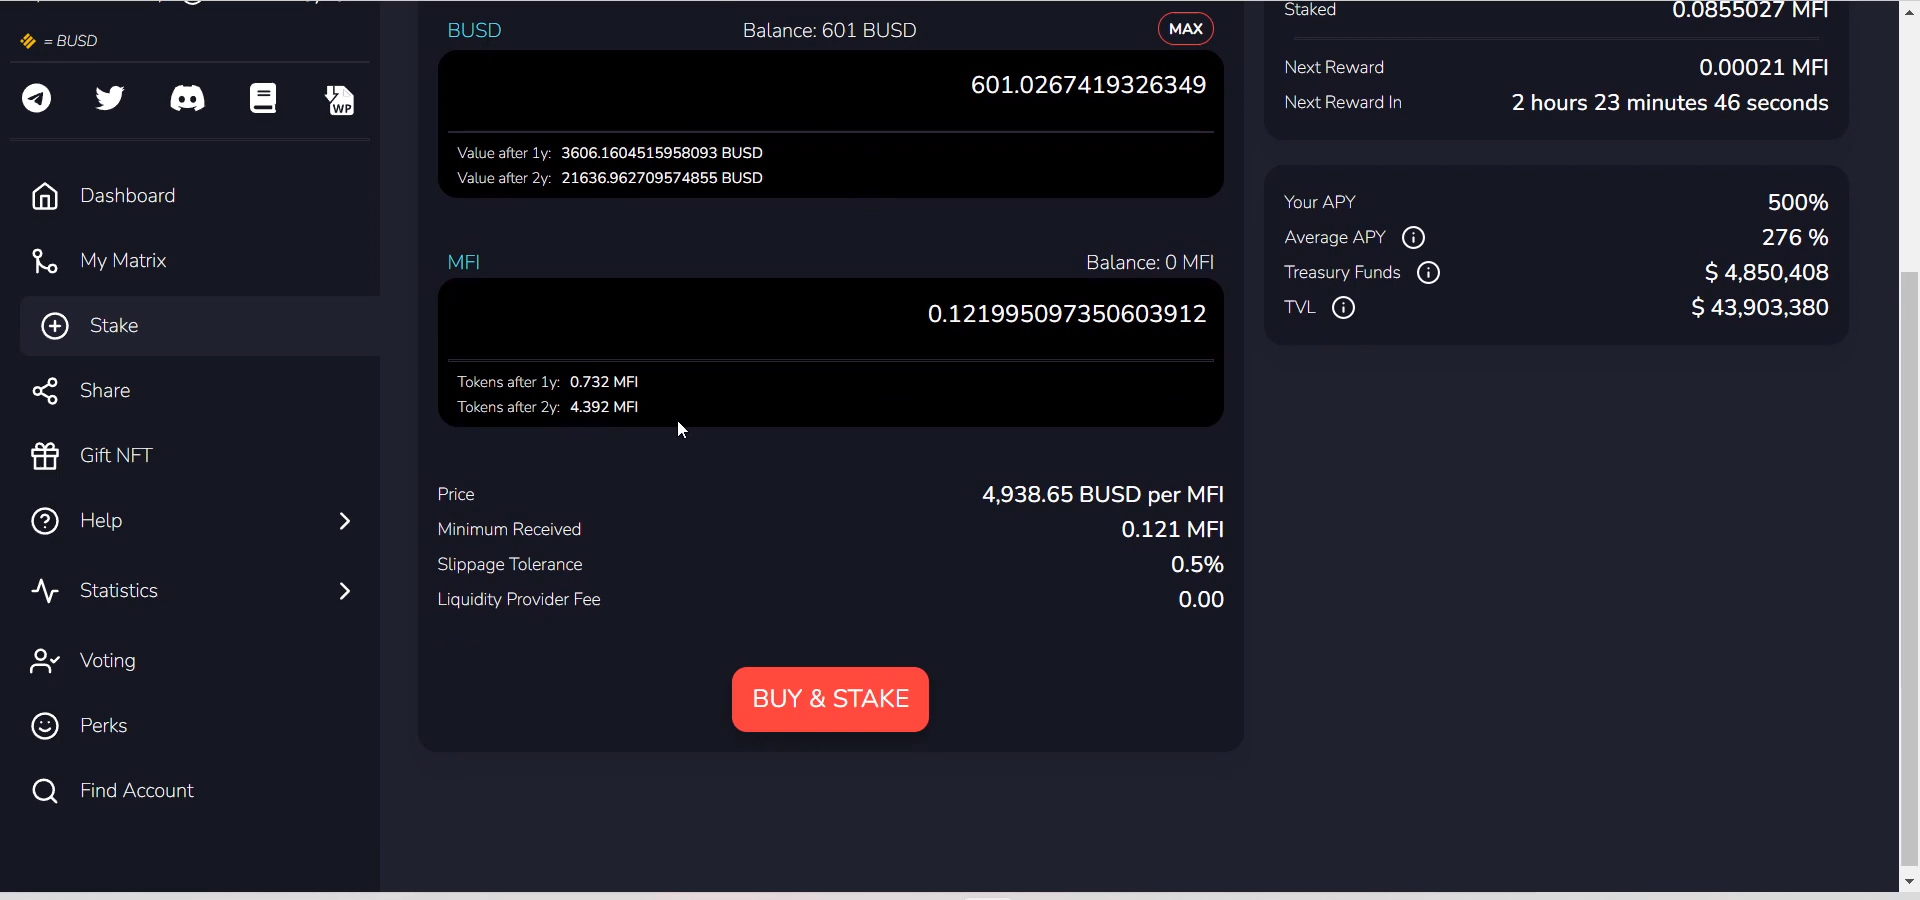 = BUSD
WP
Dashboard
My Matrix
Stake
Share
Gift NFT
Help
Statistics
Voting
Perks
Find Account
BUSD Balance: 601 BUSD MAX
601.0267419326349
Value after 1y: 3606.1604515958093 BUSD
Value after 2y: 21636.962709574855 BUSD
MFI Balance: 0 MFI
0.121995097350603912
Tokens after 1y: 0.732 MFI
Tokens after 2y: 4.392 MFI
Price 4,938.65 BUSD per MFI
Minimum Received 0.121 MFI
Slippage Tolerance 0.5%
Liquidity Provider Fee 0.00
BUY & STAKE
Staked 0.0855027 MFI
Next Reward 0.00021 MFI
Next Reward In 2 hours 23 minutes 46 seconds
Your APY 500%
Average APY 276 %
Treasury Funds $ 4,850,408
TVL $ 43,903,380